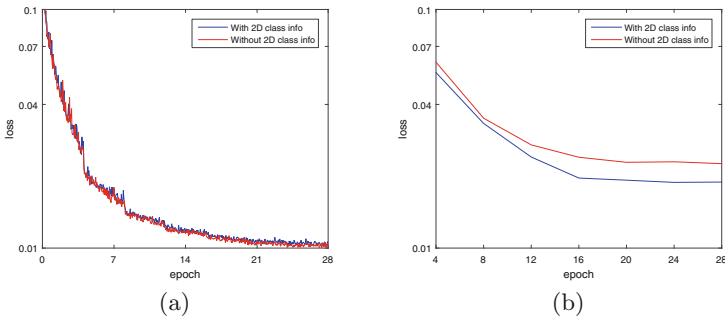 0.1
0.07
0.04
0.01
loss
0 7 14 21 28
epoch
With 2D class info
Without 2D class info
(a)
0.1
0.07
0.04
0.01
loss
4 8 12 16 20 24 28
epoch
With 2D class info
Without 2D class info
(b)